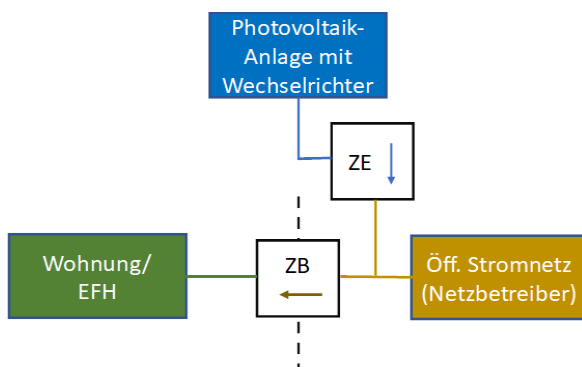 Photovoltaik-
Anlage mit
Wechselrichter
ZE
Wohnung/
EFH
ZB
Öff. Stromnetz
(Netzbetreiber)